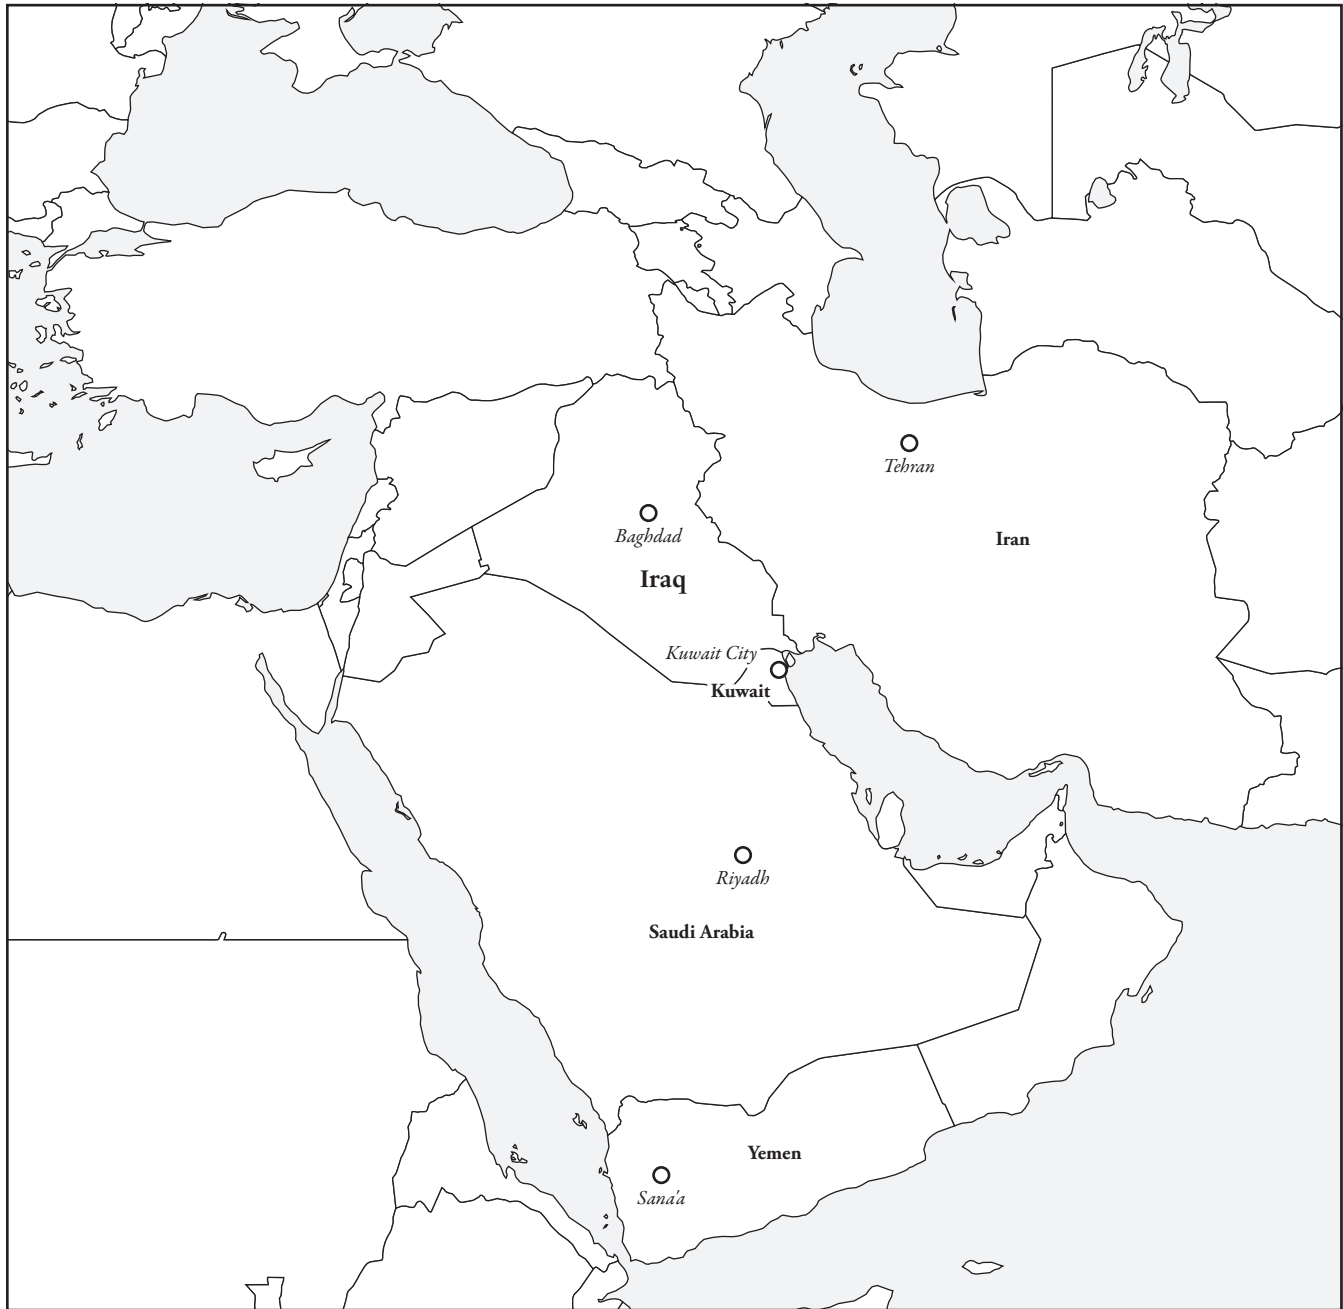 Tehran
Baghdad
Iran
Iraq
Kuwait City
Kuwait
Riyadh
Saudi Arabia
Yemen
Sana'a